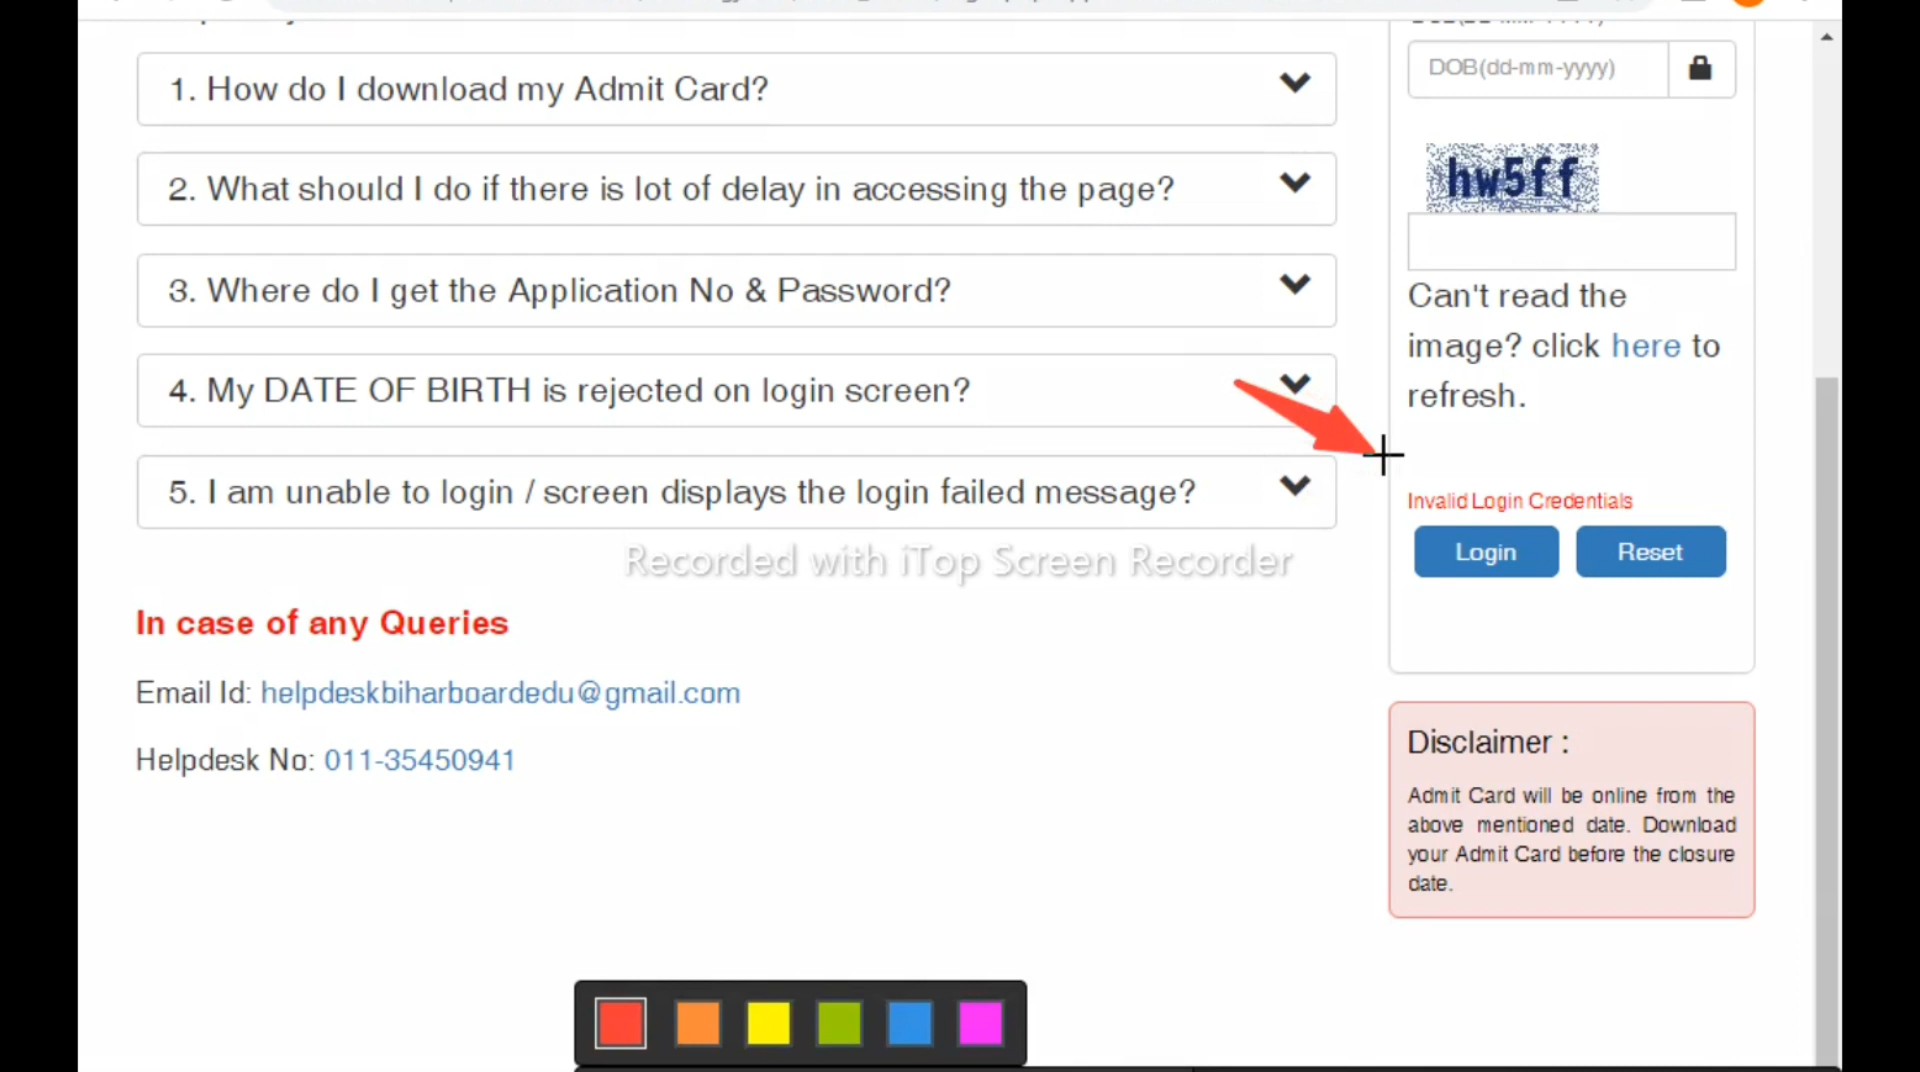 1. How do I download my Admit Card?
2. What should I do if there is lot of delay in accessing the page?
3. Where do I get the Application No & Password?
4. My DATE OF BIRTH is rejected on login screen?
5. I am unable to login / screen displays the login failed message?
Recorded with iTop Screen Recorder
In case of any Queries
Email Id: helpdeskbiharboardedu@gmail.com
Helpdesk No: 011-35450941
DOB(dd-mm-yyyy)
hw5ff
Can't read the
image? click here to
refresh.
Invalid Login Credentials
Login Reset
Disclaimer :
Admit Card will be online from the
above mentioned date. Download
your Admit Card before the closure
date.